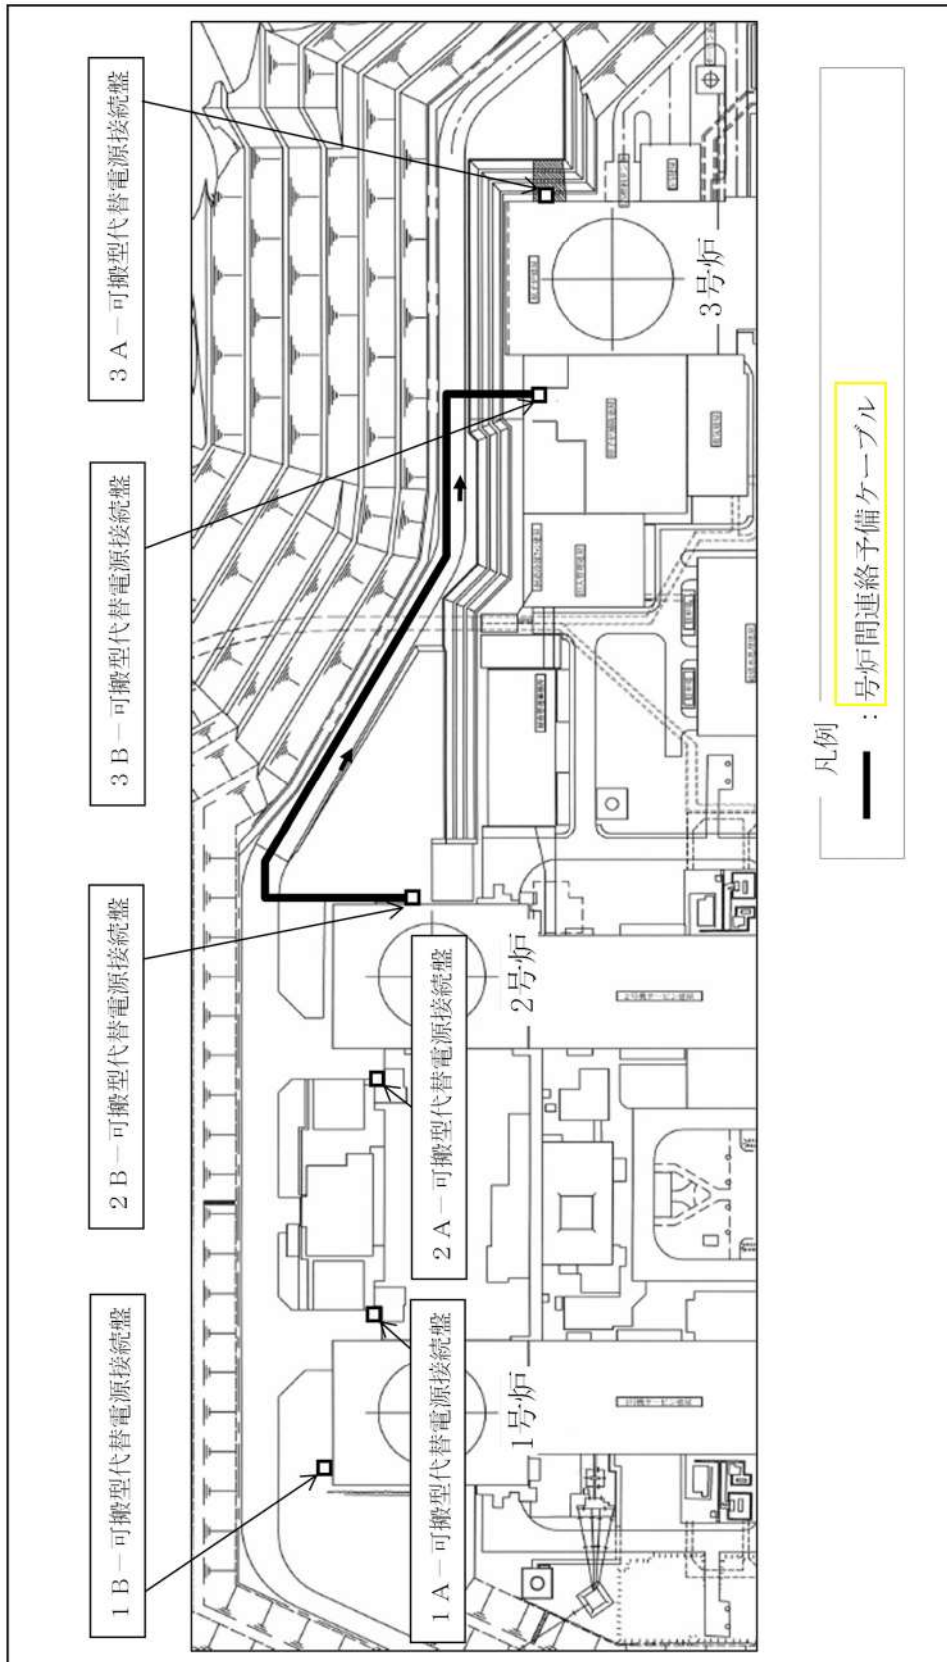 1B－可搬型代替電源接続盤
2B－可搬型代替電源接続盤
3B－可搬型代替電源接続盤
3A－可搬型代替電源接続盤
1A－可搬型代替電源接続盤
2A－可搬型代替電源接続盤
1号炉
2号炉
3号炉
凡例
：号炉間連絡予備ケーブル